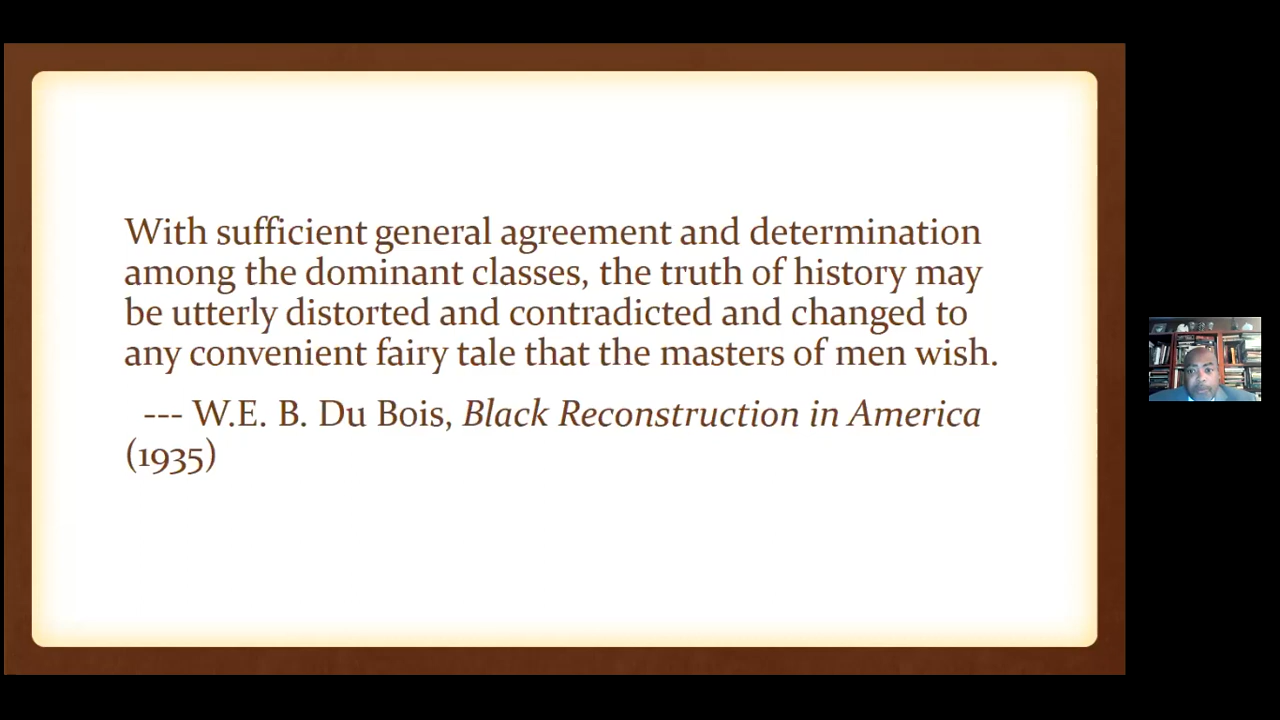 With sufficient general agreement and determination
among the dominant classes, the truth of history may
be utterly distorted and contradicted and changed to
any convenient fairy tale that the masters of men wish.
--- W.E. B. Du Bois, Black Reconstruction in America
(1935)